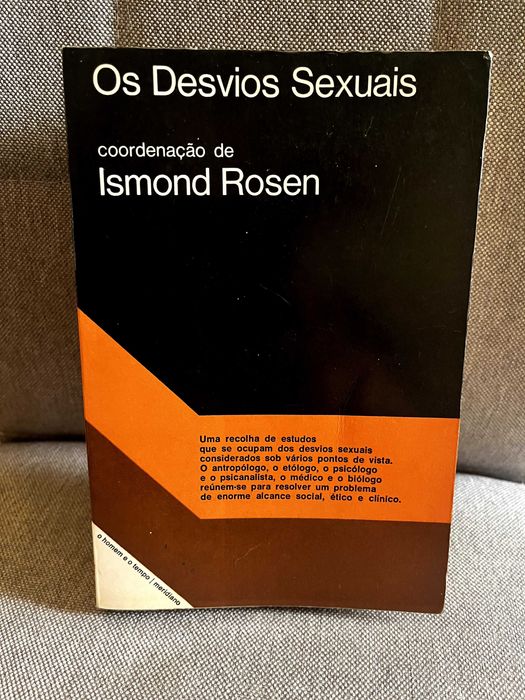 Os Desvios Sexuais
coordenação de
Ismond Rosen
Uma recolha de estudos
que se ocupam dos desvios sexuais
considerados sob vários pontos de vista.
O antropólogo, o etólogo, o psicólogo
e o psicanalista, o médico e o biólogo
reúnem-se para resolver um problema
de enorme alcance social, ético e clínico.
o homem e o tempo / meridiano